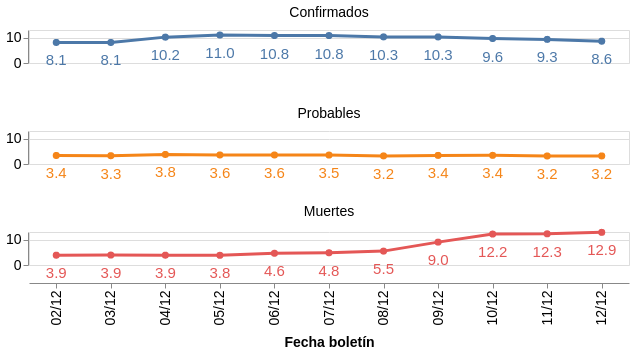 Confirmados
10
0
8.1 8.1 10.2 11.0 10.8 10.8 10.3 10.3 9.6 9.3 8.6
Probables
10
0
3.4 3.3 3.8 3.6 3.6 3.5 3.2 3.4 3.4 3.2 3.2
Muertes
10
0
3.9 3.9 3.9 3.8 4.6 4.8 5.5 9.0 12.2 12.3 12.9
02/12 03/12 04/12 05/12 06/12 07/12 08/12 09/12 10/12 11/12 12/12
Fecha boletín